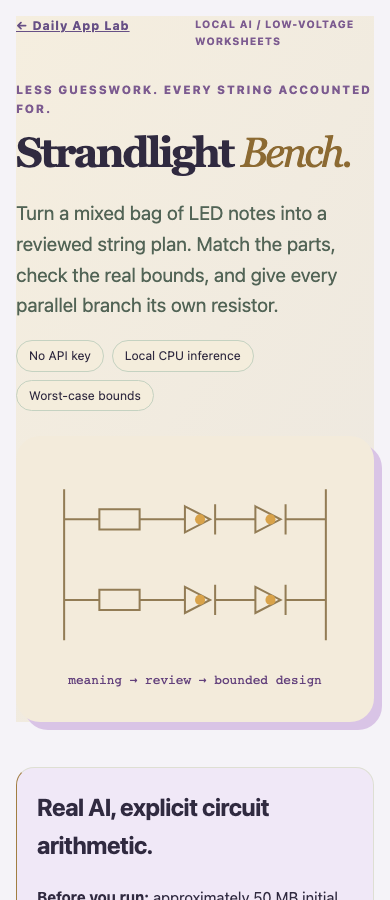 ← Daily App Lab
LOCAL AI / LOW-VOLTAGE
WORKSHEETS
LESS GUESSWORK. EVERY STRING ACCOUNTED
FOR.
Strandlight Bench.
Turn a mixed bag of LED notes into a
reviewed string plan. Match the parts,
check the real bounds, and give every
parallel branch its own resistor.
No API key
Local CPU inference
Worst-case bounds
meaning → review → bounded design
Real AI, explicit circuit
arithmetic.
Before you run: approximately 50 MB initial